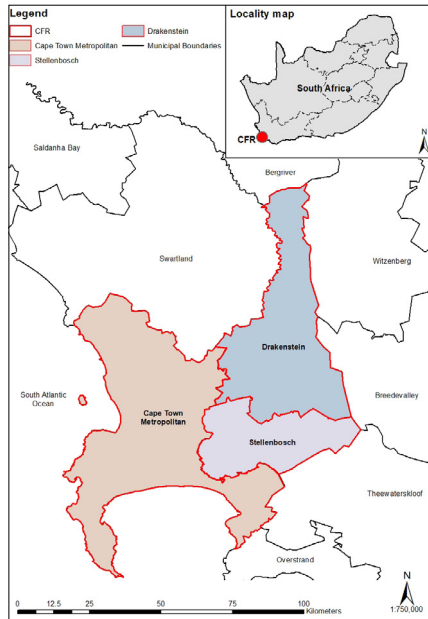 Legend
CFR
Cape Town Metropolitan
Stellenbosch
Drakenstein
Municipal Boundaries
Locality map
South Africa
CFR
N
Saldanha Bay
Bergriver
Swartland
Witzenberg
Drakenstein
South Atlantic
Ocean
Cape Town
Metropolitan
Breedevalley
Stellenbosch
Theewaterskloof
Overstrand
N
0 12.5 25 50 75 100
Kilometers
1:750,000